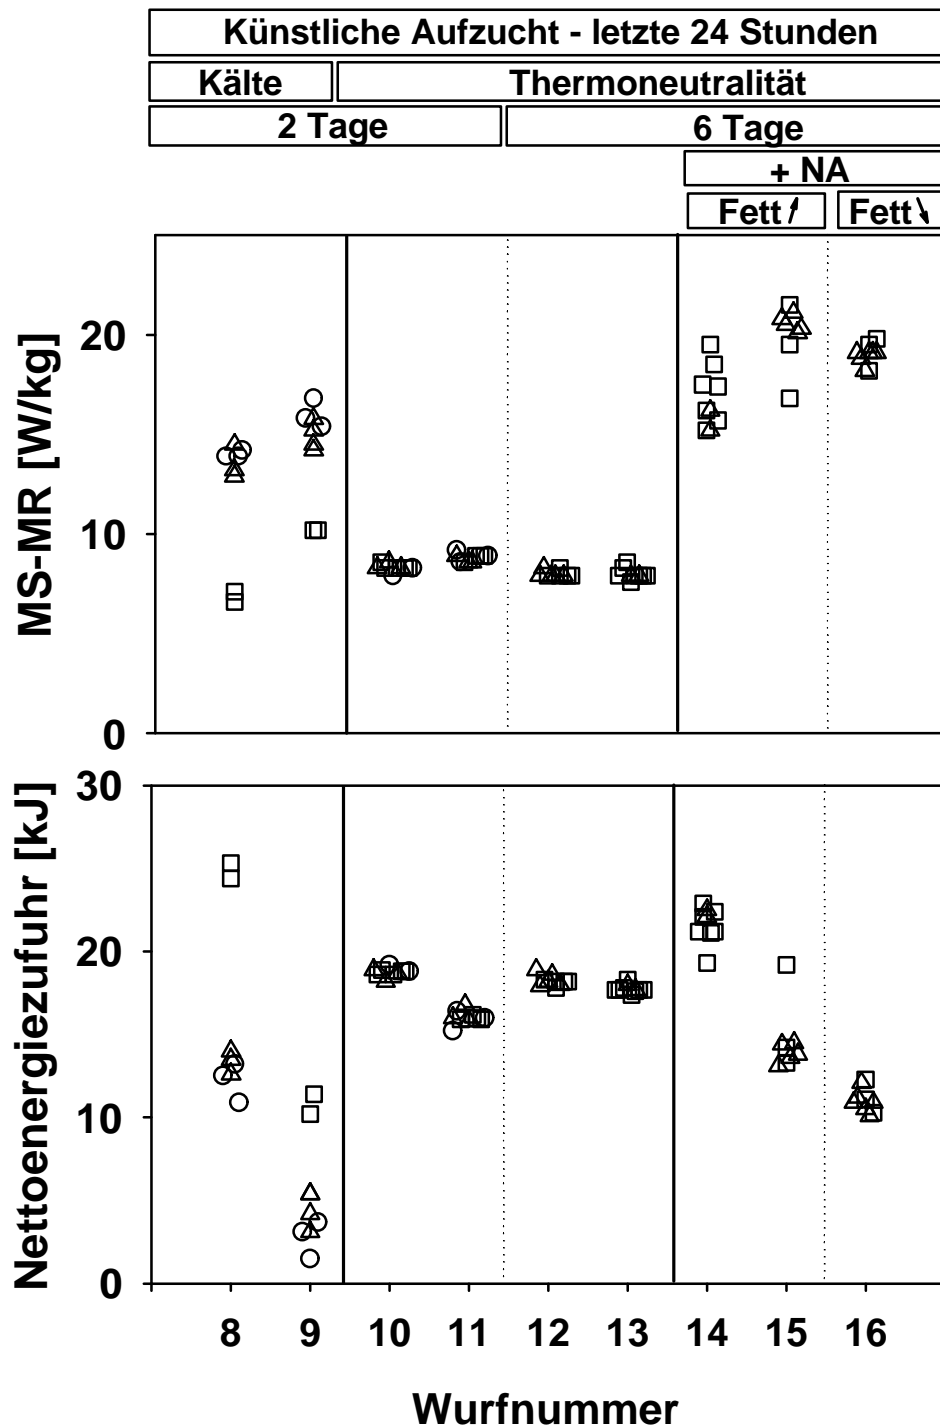 Künstliche Aufzucht - letzte 24 Stunden
Kälte Thermoneutralität
2 Tage 6 Tage
+ NA
Fett Fett
MS-MR [W/kg]
20
10
0
Nettoenergiezufuhr [kJ]
30
20
10
0
8 9 10 11 12 13 14 15 16
Wurfnummer